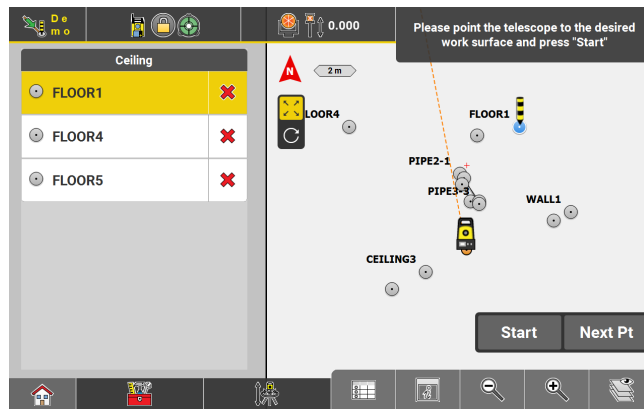 De
mo
0.000
Please point the telescope to the desired
work surface and press "Start"
Ceiling
FLOOR1
FLOOR4
FLOOR5
N
2 m
LOOR4
FLOOR1
PIPE2-1
PIPE3-3
WALL1
CEILING3
Start
Next Pt